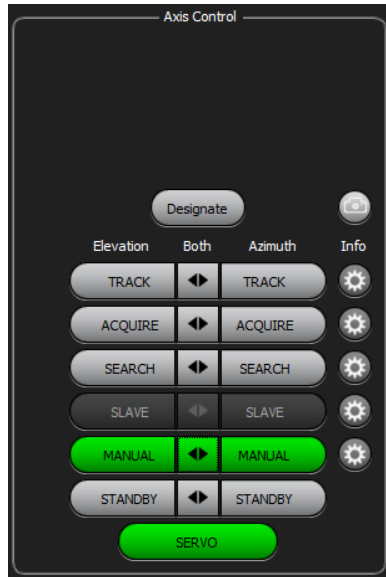 Axis Control
Designate
Elevation Both Azimuth Info
TRACK TRACK
ACQUIRE ACQUIRE
SEARCH SEARCH
SLAVE SLAVE
MANUAL MANUAL
STANDBY STANDBY
SERVO